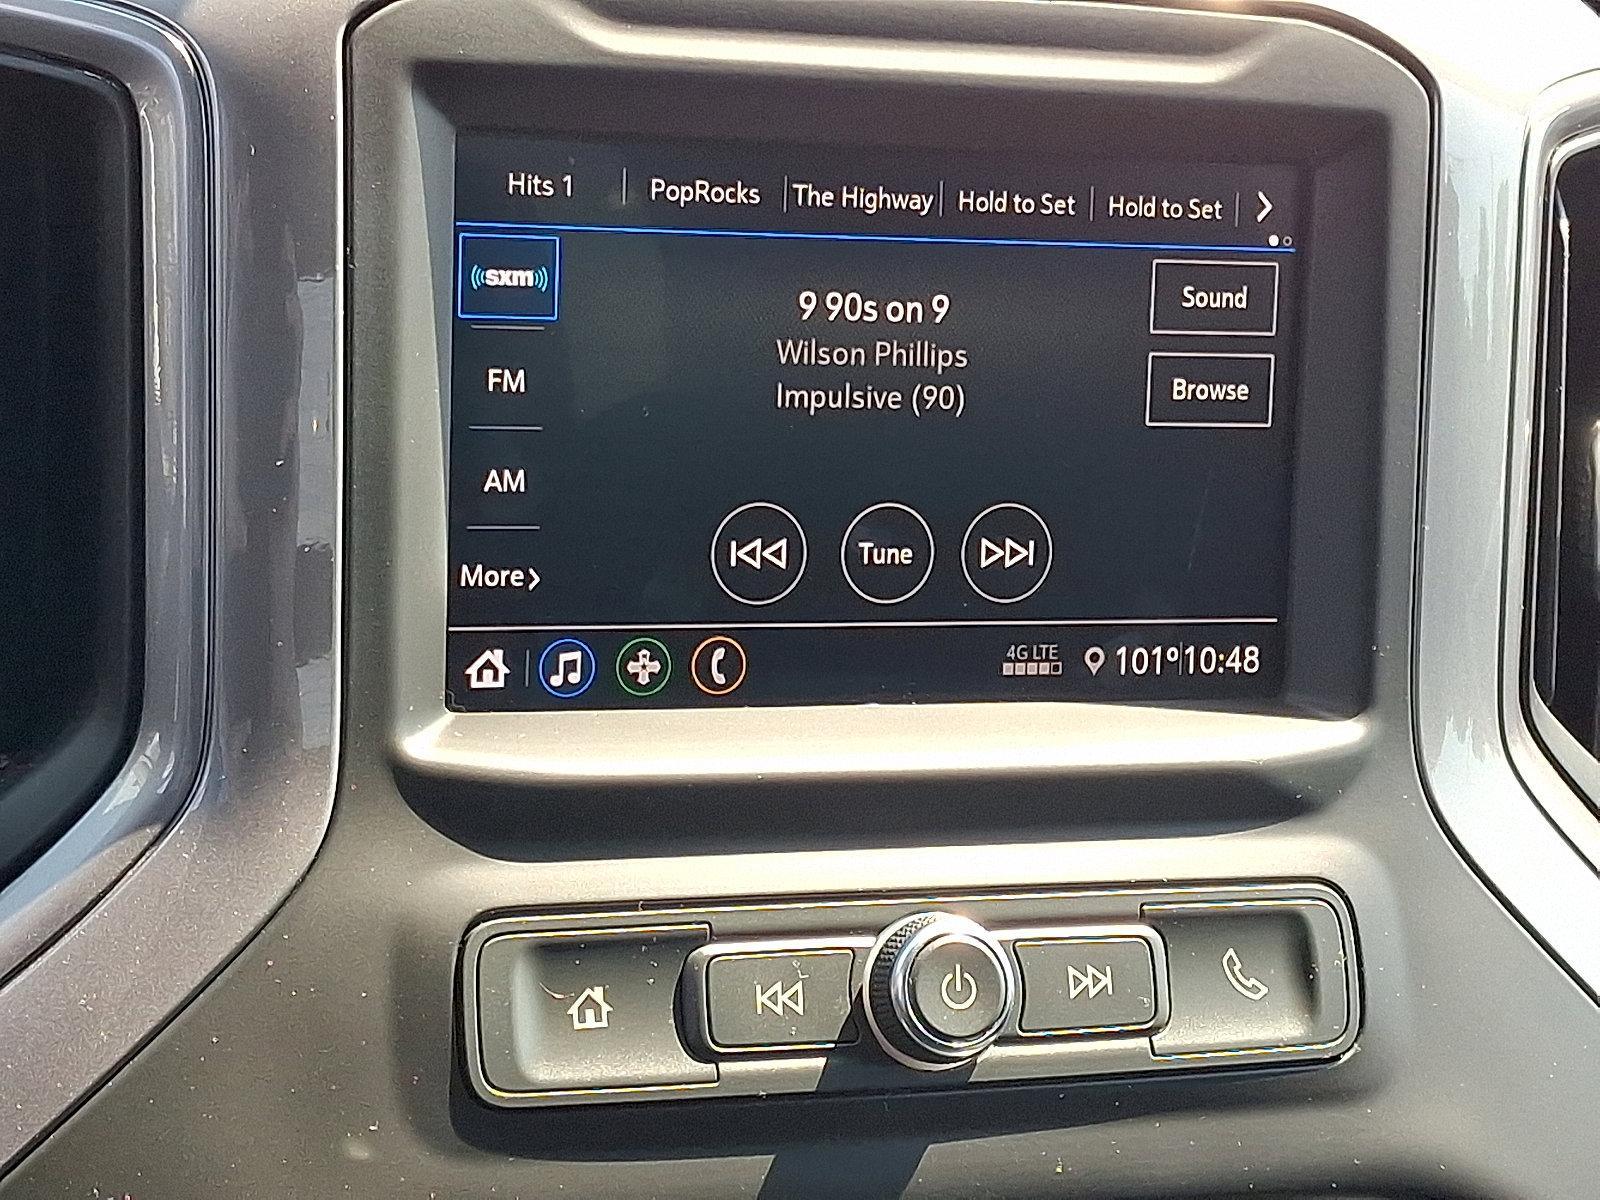 Hits 1
PopRocks
The Highway
Hold to Set
Hold to Set
sxm
9 90s on 9
Wilson Phillips
Impulsive (90)
Sound
Browse
FM
AM
More
Tune
4G LTE
101° 10:48